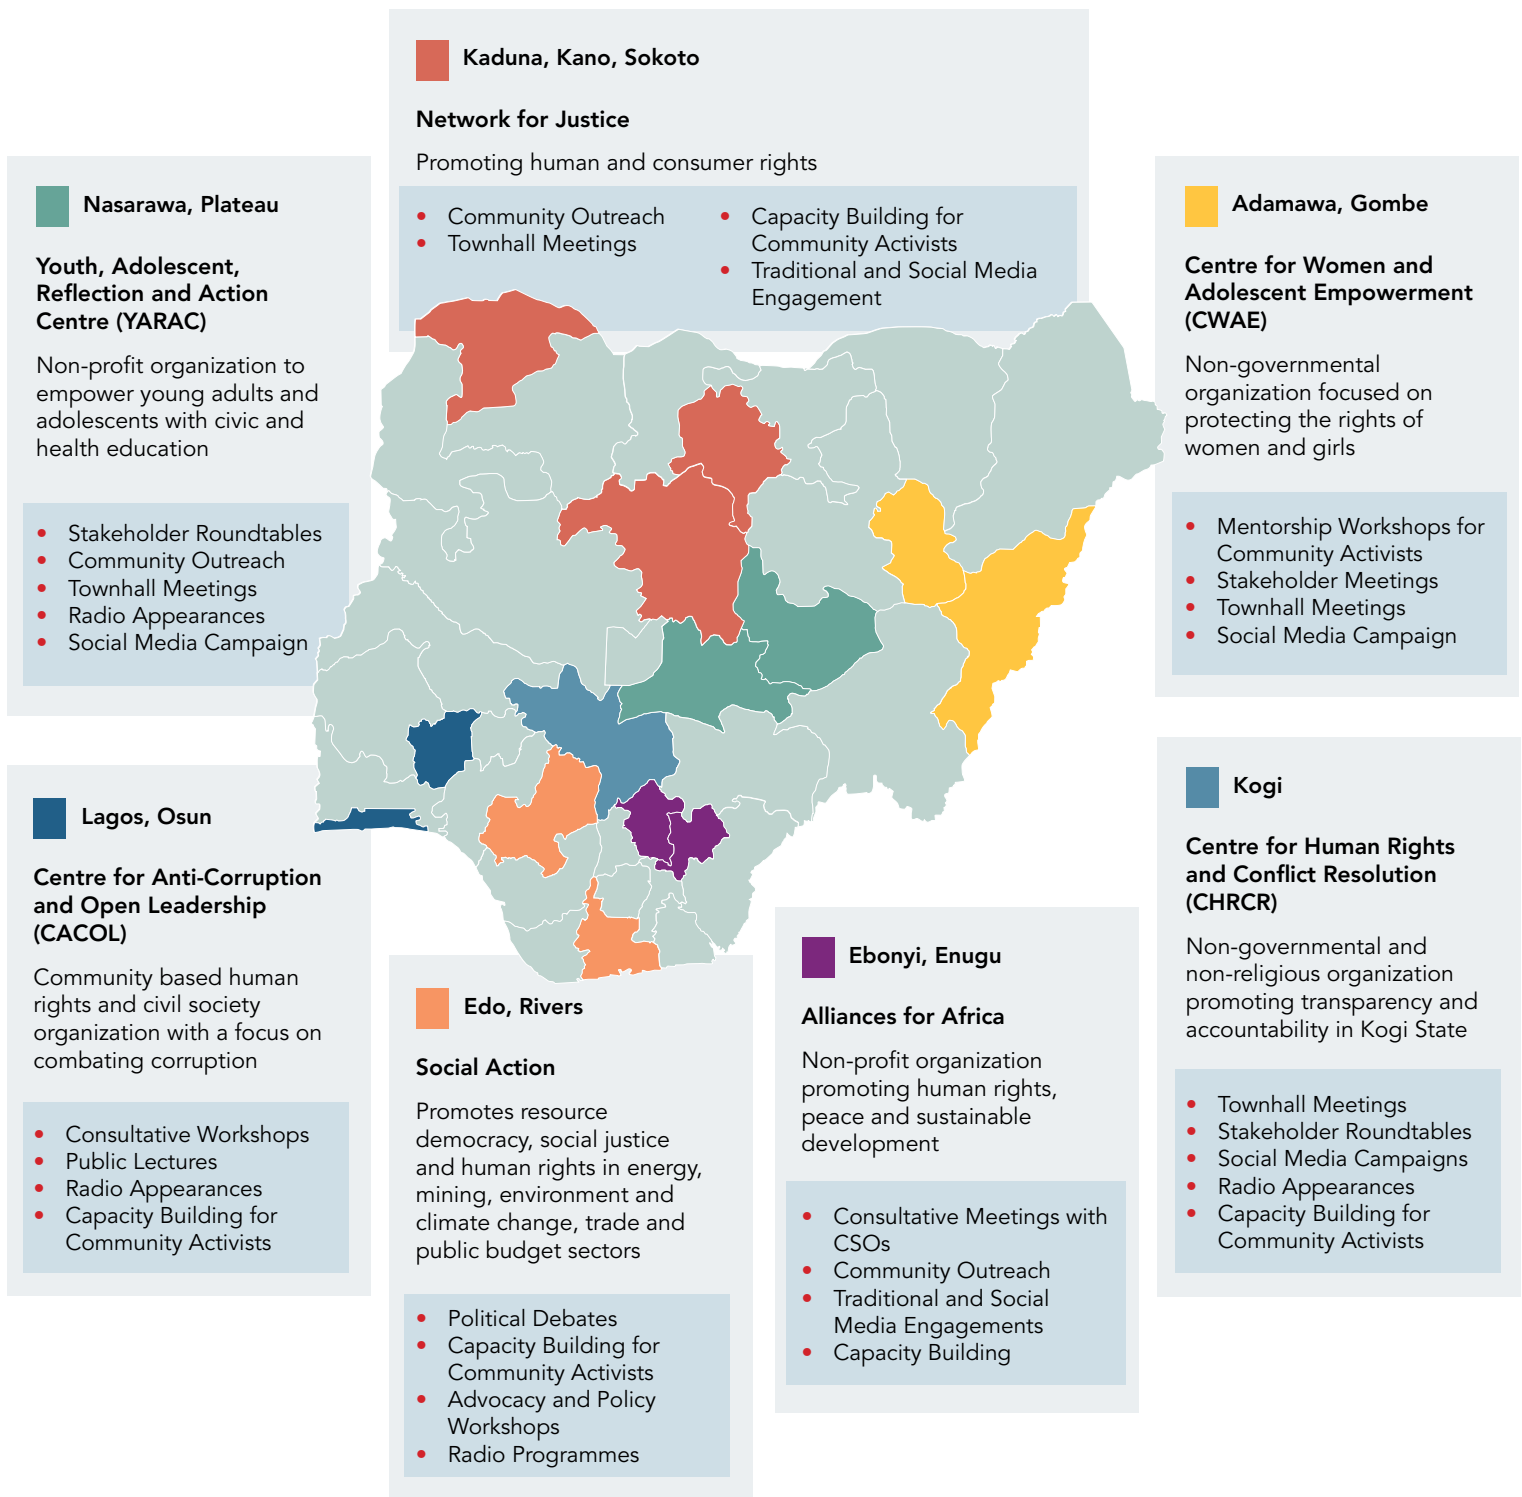 Kaduna, Kano, Sokoto
Network for Justice
Promoting human and consumer rights
• Community Outreach
• Townhall Meetings
• Capacity Building for
Community Activists
• Traditional and Social Media
Engagement
Nasarawa, Plateau
Youth, Adolescent,
Reflection and Action
Centre (YARAC)
Non-profit organization to
empower young adults and
adolescents with civic and
health education
• Stakeholder Roundtables
• Community Outreach
• Townhall Meetings
• Radio Appearances
• Social Media Campaign
Adamawa, Gombe
Centre for Women and
Adolescent Empowerment
(CWAE)
Non-governmental
organization focused on
protecting the rights of
women and girls
• Mentorship Workshops for
Community Activists
• Stakeholder Meetings
• Townhall Meetings
• Social Media Campaign
Lagos, Osun
Centre for Anti-Corruption
and Open Leadership
(CACOL)
Community based human
rights and civil society
organization with a focus on
combating corruption
• Consultative Workshops
• Public Lectures
• Radio Appearances
• Capacity Building for
Community Activists
Edo, Rivers
Social Action
Promotes resource
democracy, social justice
and human rights in energy,
mining, environment and
climate change, trade and
public budget sectors
• Political Debates
• Capacity Building for
Community Activists
• Advocacy and Policy
Workshops
• Radio Programmes
Ebonyi, Enugu
Alliances for Africa
Non-profit organization
promoting human rights,
peace and sustainable
development
• Consultative Meetings with
CSOs
• Community Outreach
• Traditional and Social
Media Engagements
• Capacity Building
Kogi
Centre for Human Rights
and Conflict Resolution
(CHRCR)
Non-governmental and
non-religious organization
promoting transparency and
accountability in Kogi State
• Townhall Meetings
• Stakeholder Roundtables
• Social Media Campaigns
• Radio Appearances
• Capacity Building for
Community Activists